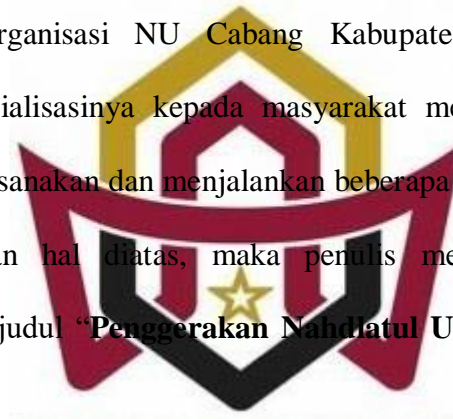 rganisasi NU Cabang Kabupate
ialisasinya kepada masyarakat me
sanakan dan menjalankan beberapa
n hal diatas, maka penulis me
judul “Penggerakan Nahdlatul U